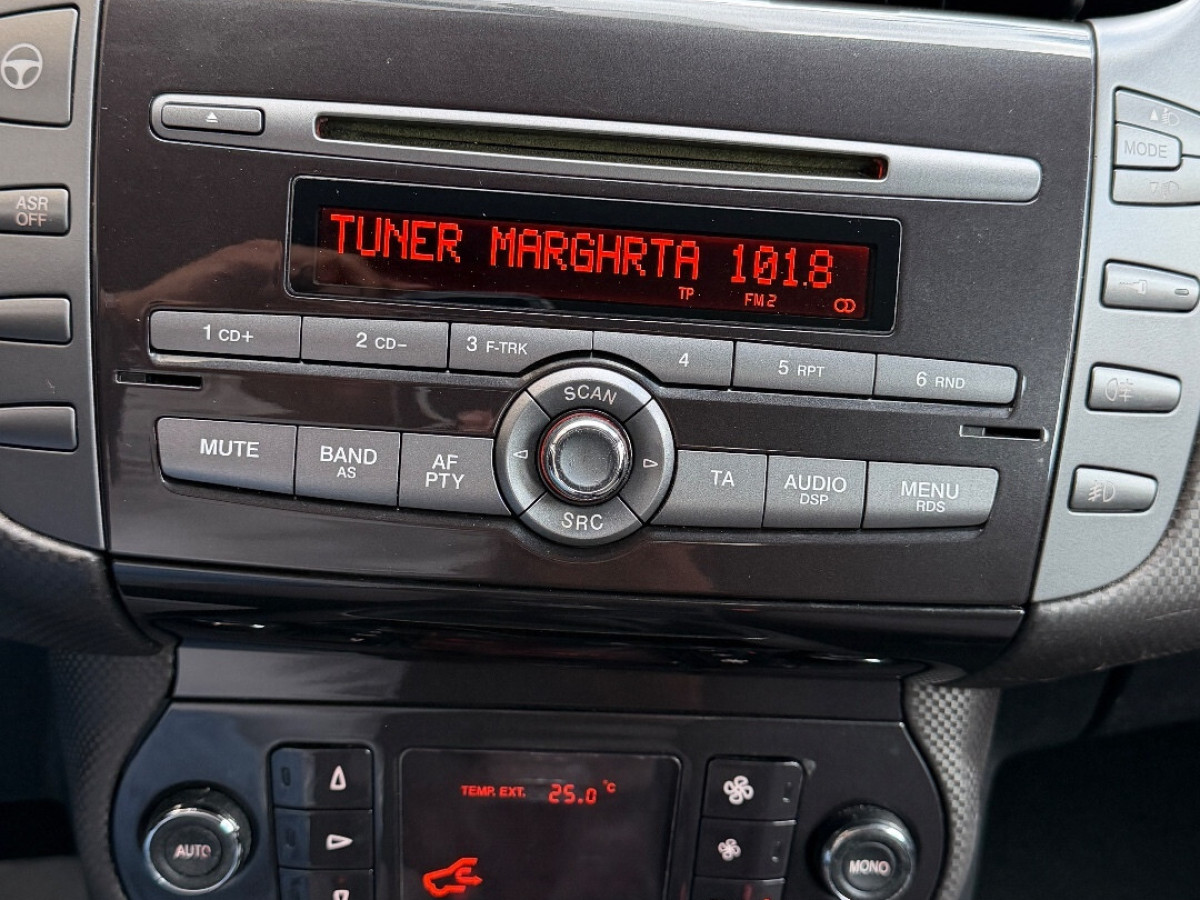 MODE
ASR
OFF
TUNER MARGHRTA 101.8
TP FM2
1 CD+ 2 CD- 3 F-TRK 4 5 RPT 6 RND
SCAN
MUTE BAND AS AF PTY TA AUDIO DSP MENU RDS
SRC
TEMP. EXT. 25.0 °C
AUTO MONO